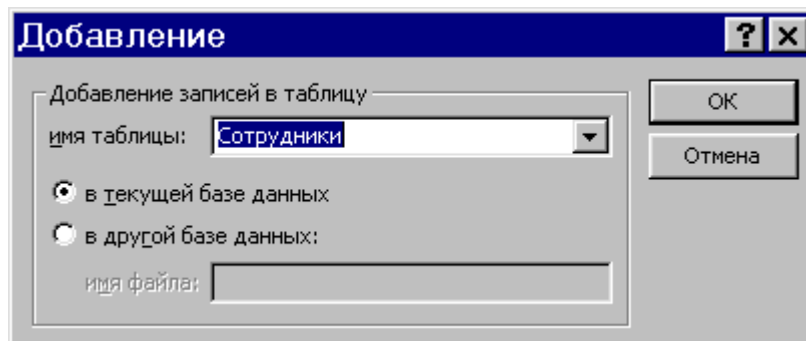 Добавление
Добавление записей в таблицу
имя таблицы: Сотрудники
в текущей базе данных
в другой базе данных:
имя файла:
ОК
Отмена